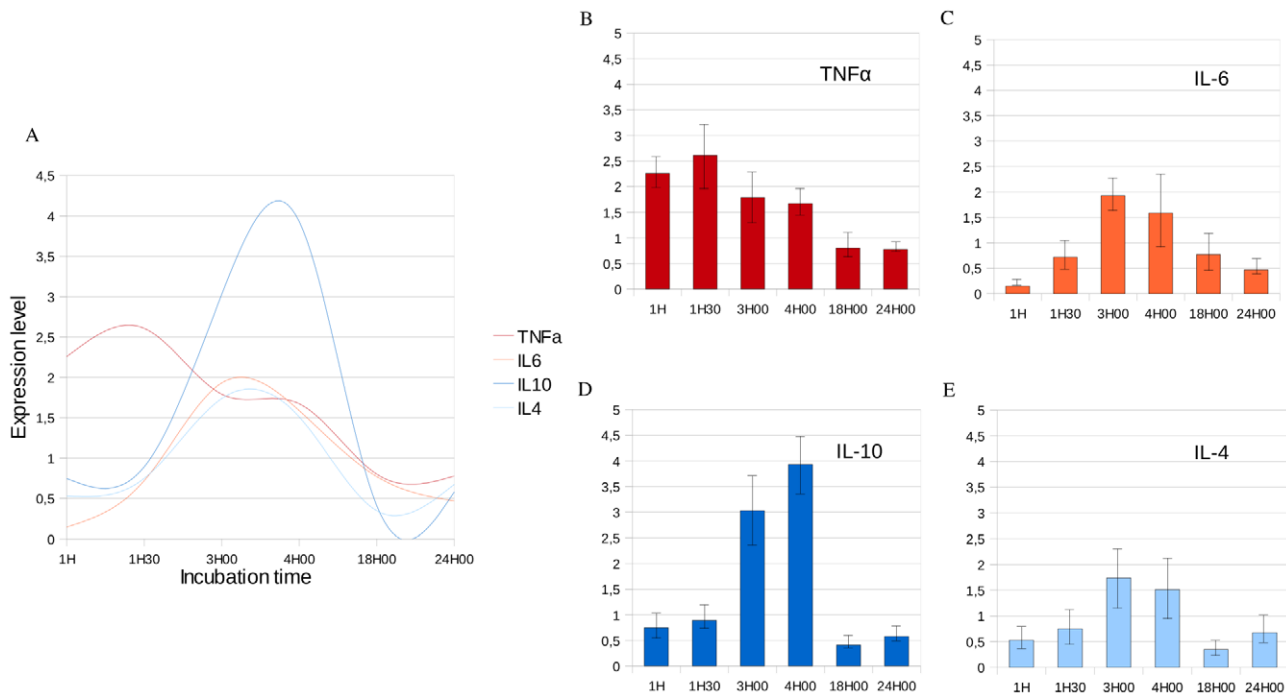 A
4,5
4
3,5
3
2,5
2
1,5
1
0,5
0
Expression level
1H 1H30 3H00 4H00 18H00 24H00
Incubation time
TNFa
IL6
IL10
IL4
B
TNFα
5
4,5
4
3,5
3
2,5
2
1,5
1
0,5
0
1H 1H30 3H00 4H00 18H00 24H00
C
IL-6
5
4,5
4
3,5
3
2,5
2
1,5
1
0,5
0
1H 1H30 3H00 4H00 18H00 24H00
D
IL-10
5
4,5
4
3,5
3
2,5
2
1,5
1
0,5
0
1H 1H30 3H00 4H00 18H00 24H00
E
IL-4
5
4,5
4
3,5
3
2,5
2
1,5
1
0,5
0
1H 1H30 3H00 4H00 18H00 24H00